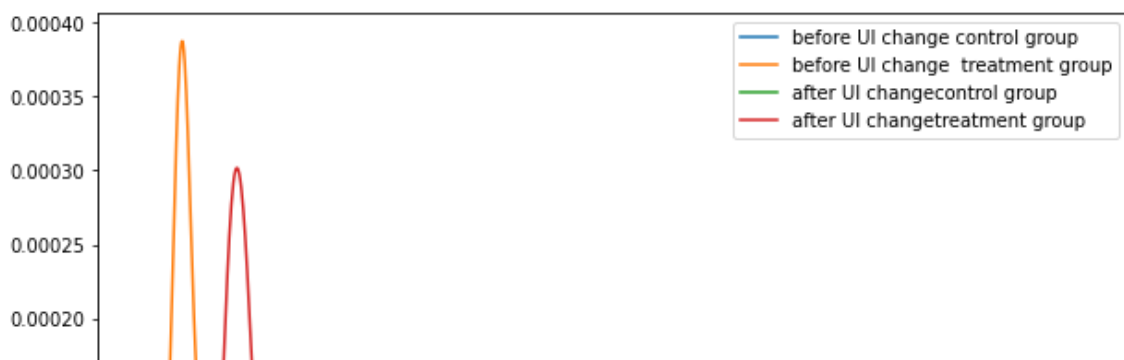 0.00040
0.00035
0.00030
0.00025
0.00020
before UI change control group
before UI change  treatment group
after UI changecontrol group
after UI changetreatment group